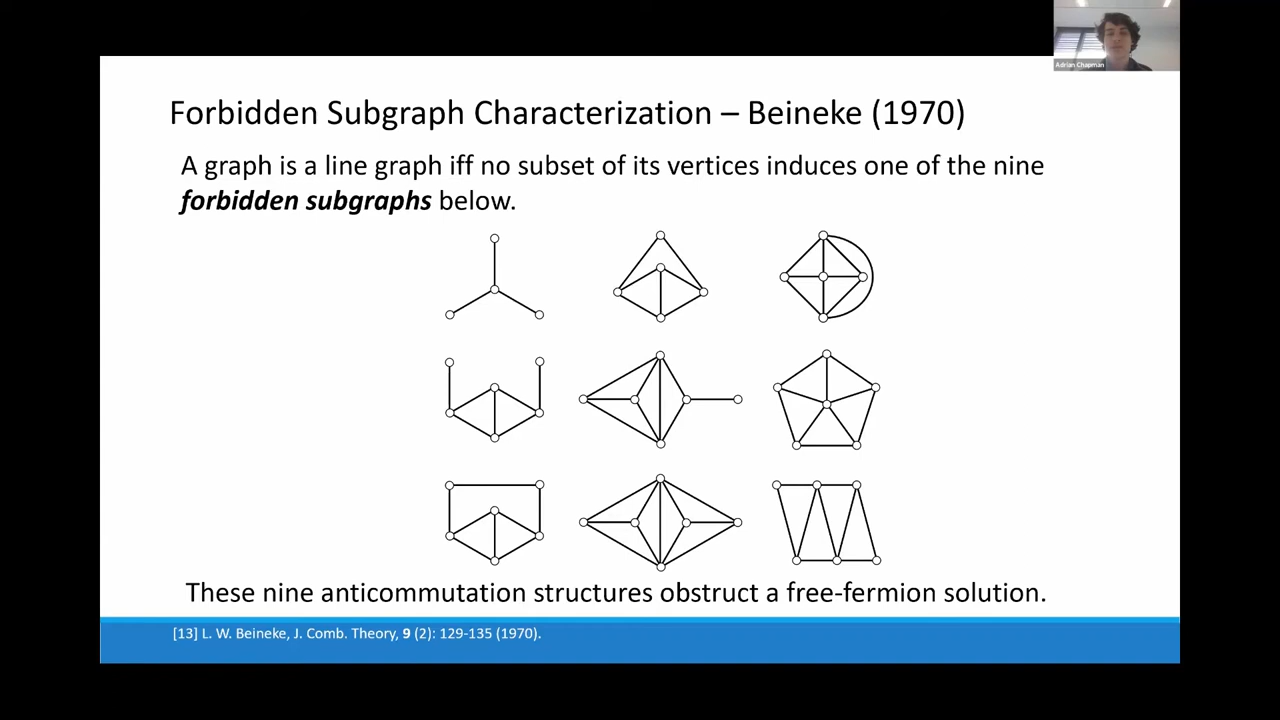 Adrian Chapman
Forbidden Subgraph Characterization – Beineke (1970)
A graph is a line graph iff no subset of its vertices induces one of the nine
forbidden subgraphs below.
These nine anticommutation structures obstruct a free-fermion solution.
[13] L. W. Beineke, J. Comb. Theory, 9 (2): 129-135 (1970).